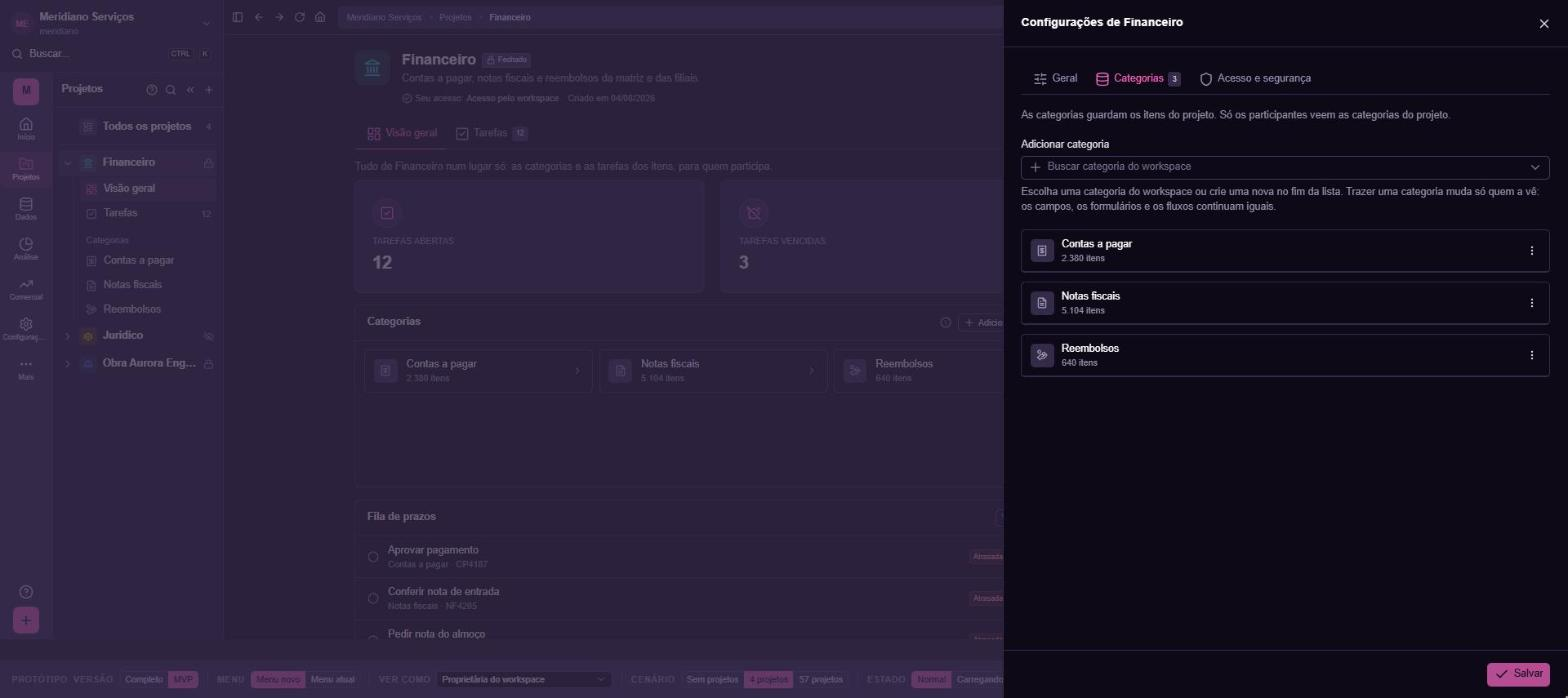 ME
Meridiano Serviços
meridiano
Buscar...
CTRL K
M
Início
Projetos
Dados
Análise
Comercial
Configuraç...
Mais
Projetos
Todos os projetos 4
Financeiro
Visão geral
Tarefas 12
Categorias
Contas a pagar
Notas fiscais
Reembolsos
Jurídico
Obra Aurora Eng...
Meridiano Serviços
Projetos
Financeiro
Financeiro
Fechado
Contas a pagar, notas fiscais e reembolsos da matriz e das filiais.
Seu acesso: Acesso pelo workspace · Criado em 04/08/2026
Visão geral
Tarefas 12
Tudo de Financeiro num lugar só: as categorias e as tarefas dos itens, para quem participa.
TAREFAS ABERTAS
12
TAREFAS VENCIDAS
3
Categorias
Adicio
Contas a pagar
2.380 itens
Notas fiscais
5.104 itens
Reembolsos
640 itens
Fila de prazos
Aprovar pagamento
Contas a pagar · CP4187
Atrasada
Conferir nota de entrada
Notas fiscais · NF4205
Atrasada
Pedir nota do almoço
PROTÓTIPO VERSÃO Completo MVP MENU Menu novo Menu atual VER COMO Proprietária do workspace CENÁRIO Sem projetos 4 projetos 57 projetos ESTADO Normal Carregando
Configurações de Financeiro
Geral
Categorias 3
Acesso e segurança
As categorias guardam os itens do projeto. Só os participantes veem as categorias do projeto.
Adicionar categoria
Buscar categoria do workspace
Escolha uma categoria do workspace ou crie uma nova no fim da lista. Trazer uma categoria muda só quem a vê:
os campos, os formulários e os fluxos continuam iguais.
Contas a pagar
2.380 itens
Notas fiscais
5.104 itens
Reembolsos
640 itens
Salvar